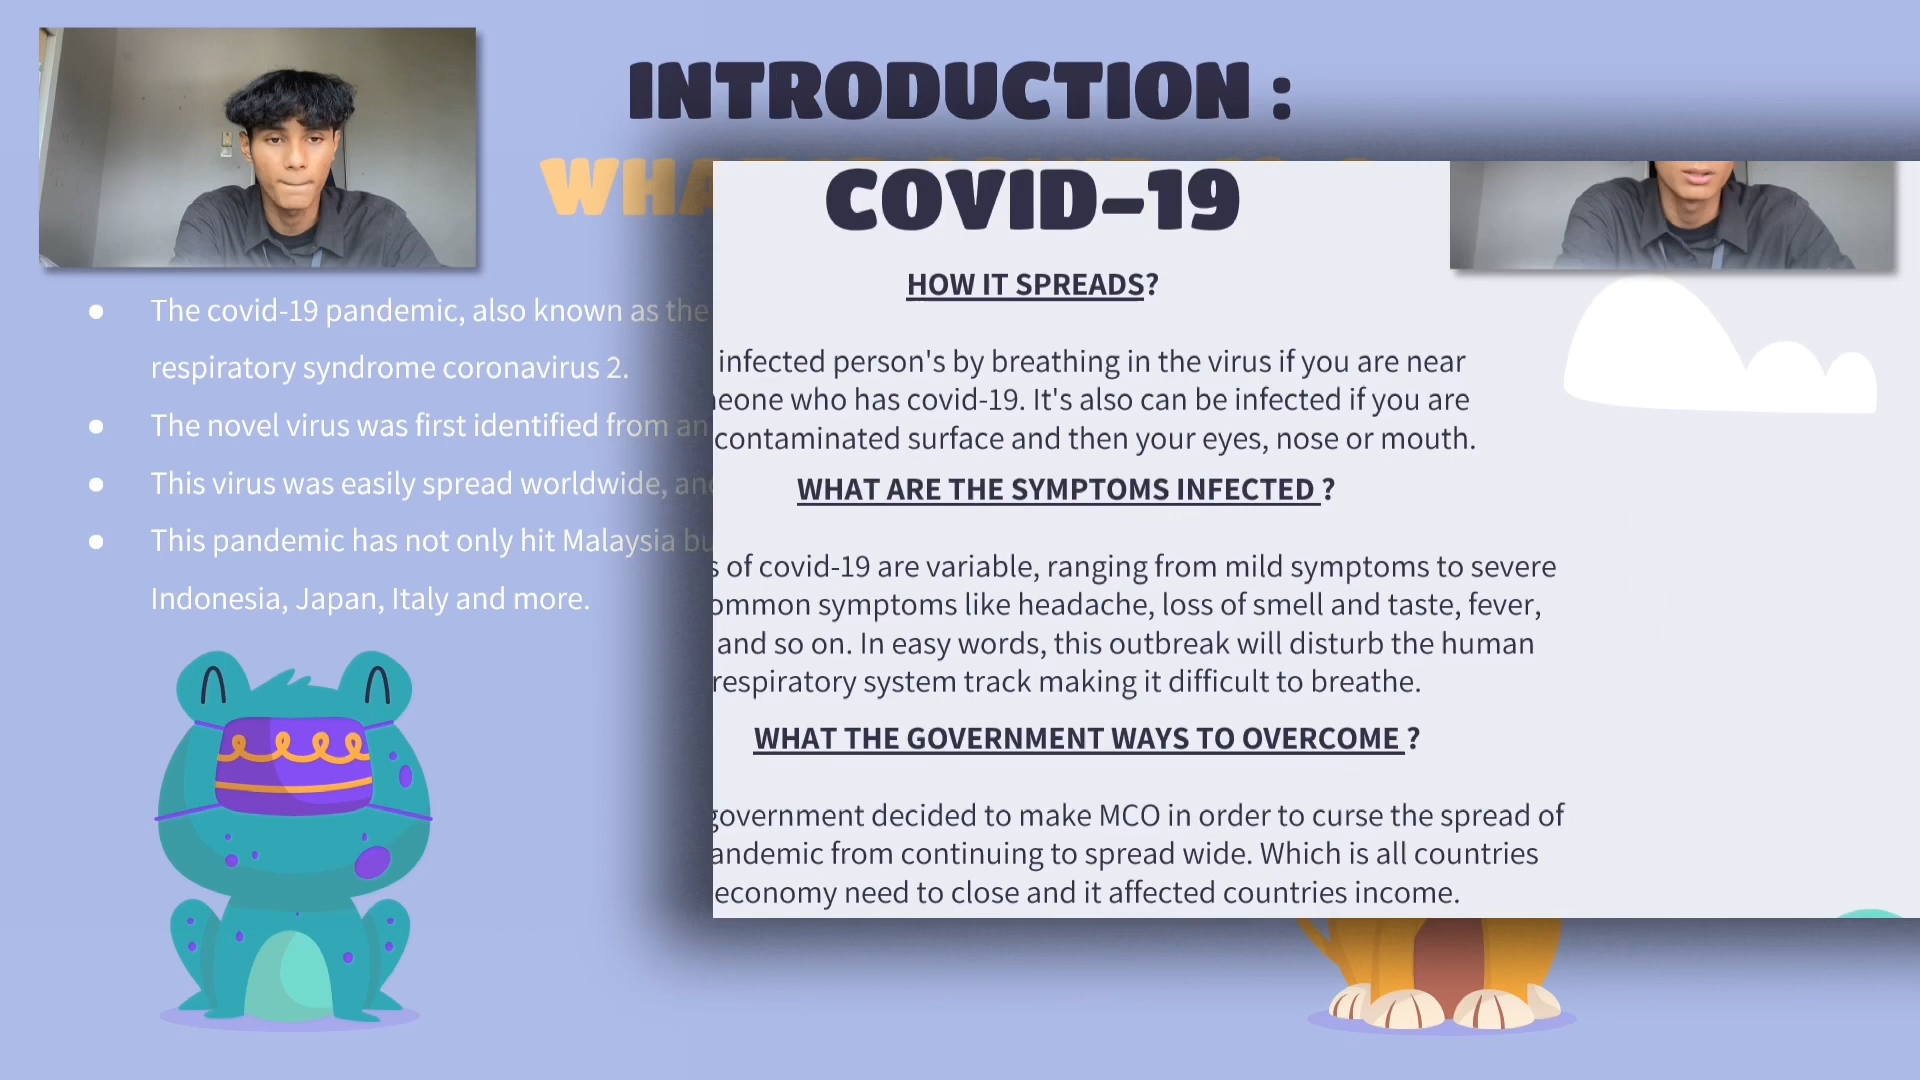 INTRODUCTION :
The covid-19 pandemic, also known as the
respiratory syndrome coronavirus 2.
The novel virus was first identified from an
This virus was easily spread worldwide, and
This pandemic has not only hit Malaysia
Indonesia, Japan, Italy and more.
COVID-19
HOW IT SPREADS?
infected person's by breathing in the virus if you are near
who has covid-19. It's also can be infected if you are
contaminated surface and then your eyes, nose or mouth.
WHAT ARE THE SYMPTOMS INFECTED ?
of covid-19 are variable, ranging from mild symptoms to severe
symptoms like headache, loss of smell and taste, fever,
and so on. In easy words, this outbreak will disturb the human
respiratory system track making it difficult to breathe.
WHAT THE GOVERNMENT WAYS TO OVERCOME ?
government decided to make MCO in order to curse the spread of
from continuing to spread wide. Which is all countries
economy need to close and it affected countries income.